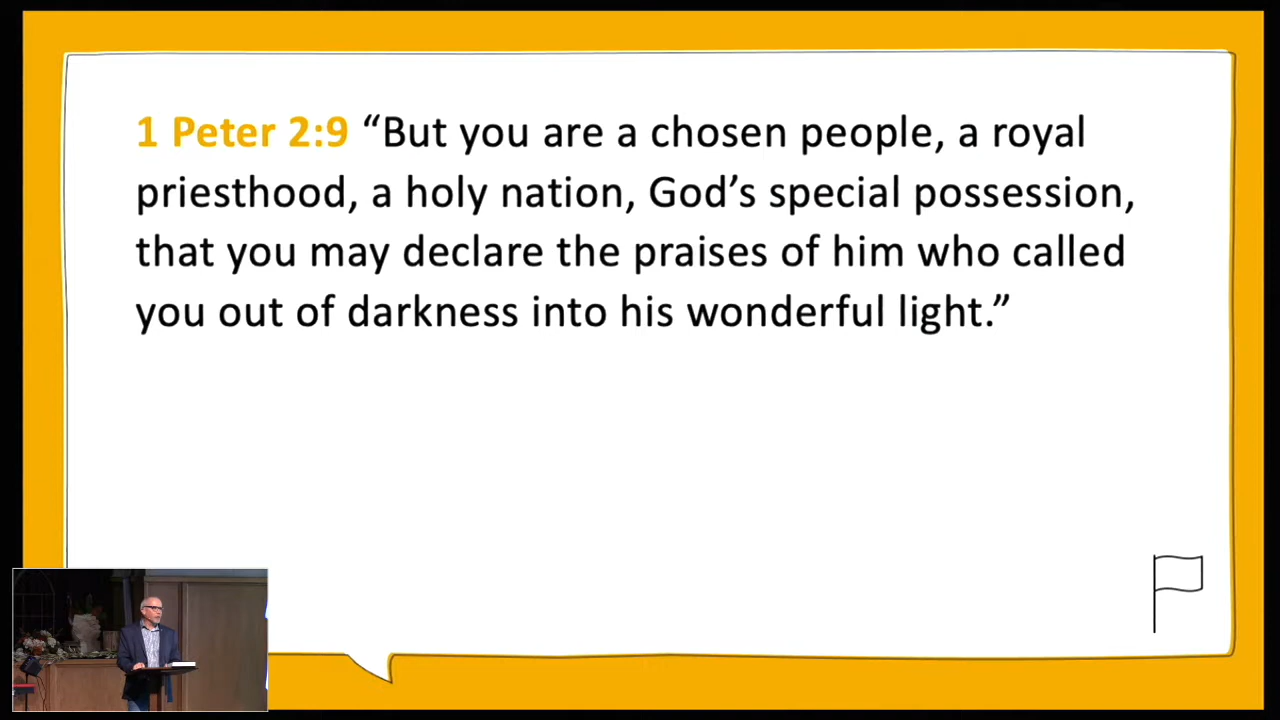 1 Peter 2:9 “But you are a chosen people, a royal
priesthood, a holy nation, God’s special possession,
that you may declare the praises of him who called
you out of darkness into his wonderful light.”